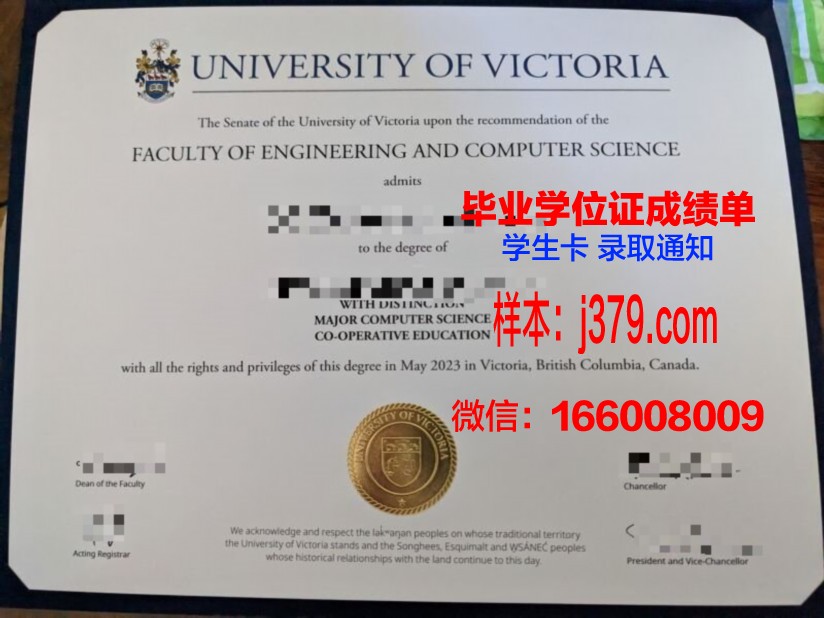 UNIVERSITY OF VICTORIA
The Senate of the University of Victoria upon the recommendation of the
FACULTY OF ENGINEERING AND COMPUTER SCIENCE
admits
毕业学位证成绩单
学生卡 录取通知
to the degree of
WITH DISTINCTION
MAJOR COMPUTER SCIENCE
CO-OPERATIVE EDUCATION
样本：j379.com
with all the rights and privileges of this degree in May 2023 in Victoria, British Columbia, Canada.
微信：166008009
UNIVERSITY OF VICTORIA
Dean of the Faculty
Chancellor
Acting Registrar
We acknowledge and respect the lək̓ʷəŋən peoples on whose traditional territory
the University of Victoria stands and the Songhees, Esquimalt and W̱SÁNEĆ peoples
whose historical relationships with the land continue to this day.
President and Vice-Chancellor